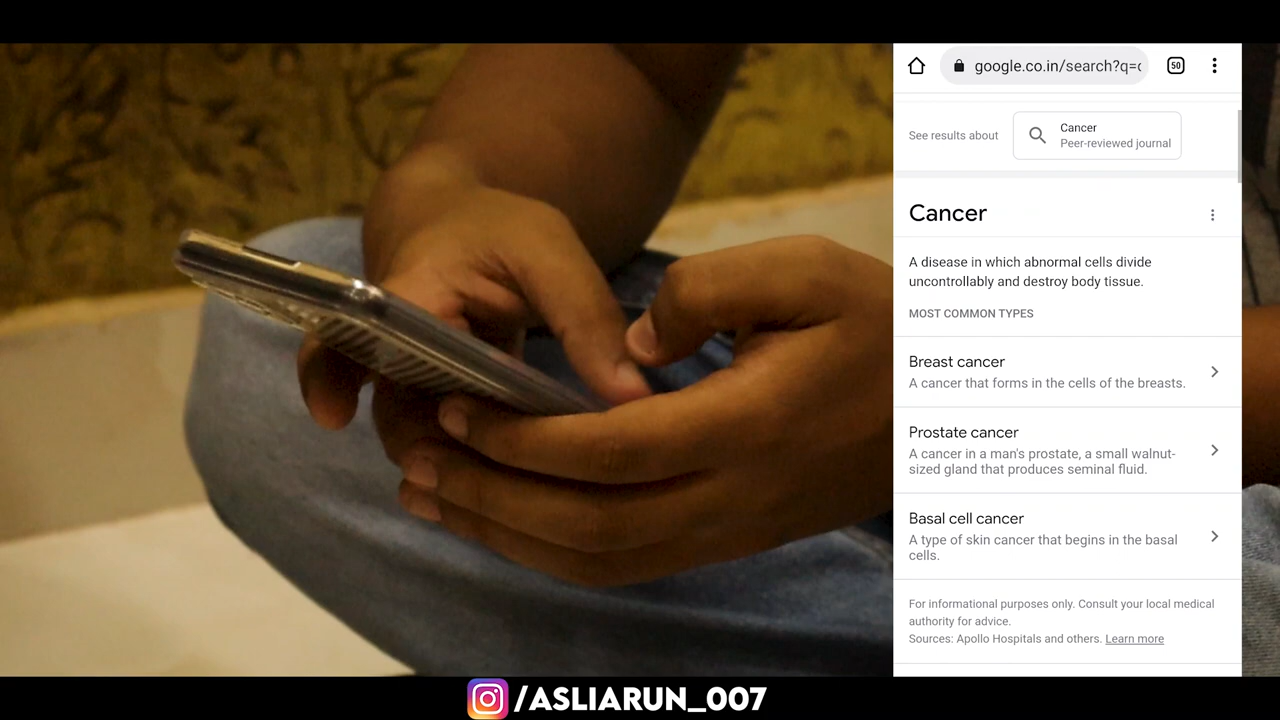 50
google.co.in/search?q=c
See results about
Cancer
Peer-reviewed journal
Cancer
A disease in which abnormal cells divide
uncontrollably and destroy body tissue.
MOST COMMON TYPES
Breast cancer
A cancer that forms in the cells of the breasts.
Prostate cancer
A cancer in a man's prostate, a small walnut-
sized gland that produces seminal fluid.
Basal cell cancer
A type of skin cancer that begins in the basal
cells.
For informational purposes only. Consult your local medical
authority for advice.
Sources: Apollo Hospitals and others. Learn more
/ASLIARUN_007